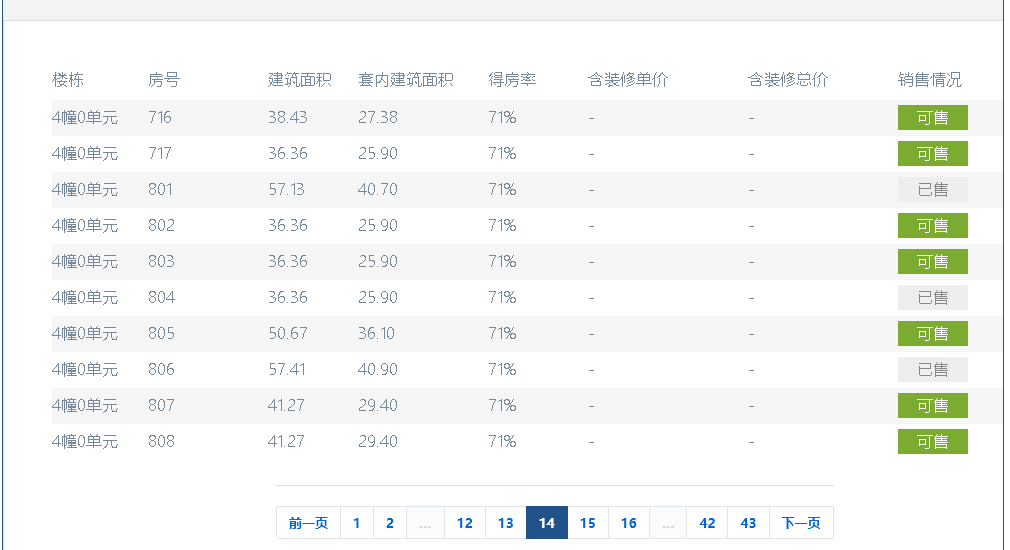 楼栋 房号 建筑面积 套内建筑面积 得房率 含装修单价 含装修总价 销售情况
4幢0单元 716 38.43 27.38 71% - - 可售
4幢0单元 717 36.36 25.90 71% - - 可售
4幢0单元 801 57.13 40.70 71% - - 已售
4幢0单元 802 36.36 25.90 71% - - 可售
4幢0单元 803 36.36 25.90 71% - - 可售
4幢0单元 804 36.36 25.90 71% - - 已售
4幢0单元 805 50.67 36.10 71% - - 可售
4幢0单元 806 57.41 40.90 71% - - 已售
4幢0单元 807 41.27 29.40 71% - - 可售
4幢0单元 808 41.27 29.40 71% - - 可售
前一页 1 2 ... 12 13 14 15 16 ... 42 43 下一页